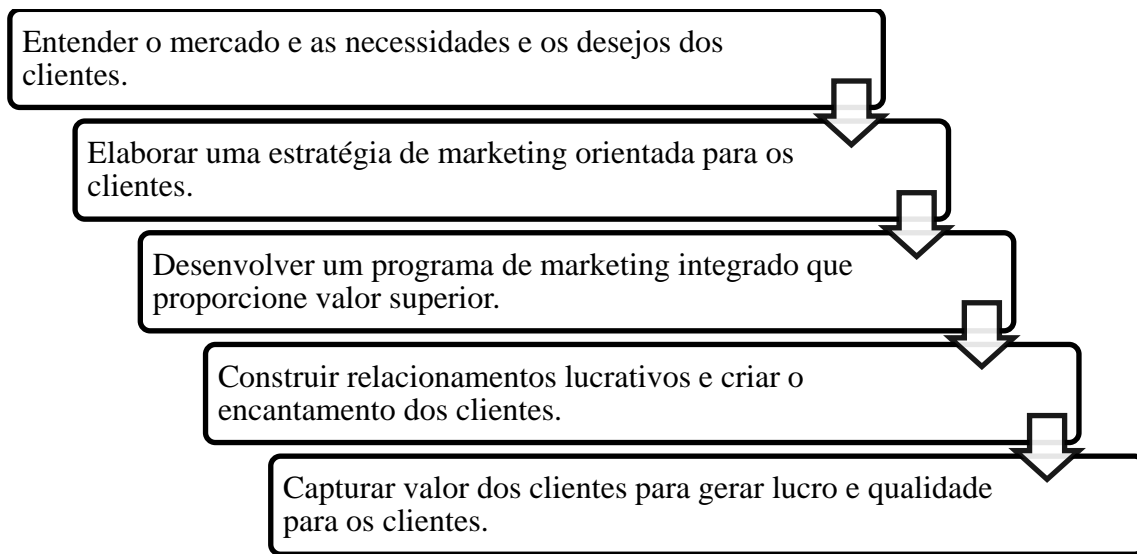 Entender o mercado e as necessidades e os desejos dos
clientes.
Elaborar uma estratégia de marketing orientada para os
clientes.
Desenvolver um programa de marketing integrado que
proporcione valor superior.
Construir relacionamentos lucrativos e criar o
encantamento dos clientes.
Capturar valor dos clientes para gerar lucro e qualidade
para os clientes.